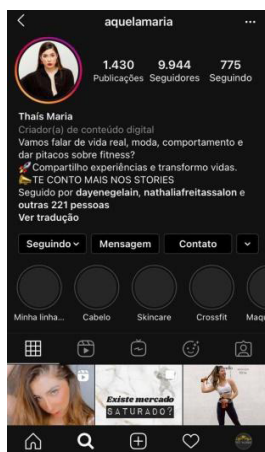 aquelamaria
1.430 9.944 775
Publicações Seguidores Seguindo
Thaís Maria
Criador(a) de conteúdo digital
Vamos falar de vida real, moda, comportamento e
dar pitacos sobre fitness?
🚀Compartilho experiências e transformo vidas.
👟TE CONTO MAIS NOS STORIES
Seguido por dayenegelain, nathaliafreitassalon e
outras 221 pessoas
Ver tradução
Seguindo Mensagem Contato
Minha linha... Cabelo Skincare Crossfit Maqu
Existe mercado
SATURADO?